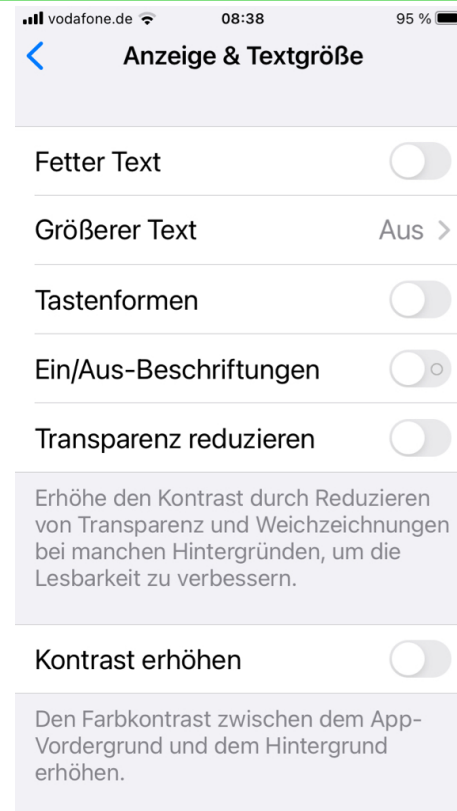 vodafone.de 08:38 95 %
Anzeige & Textgröße
Fetter Text
Größerer Text Aus
Tastenformen
Ein/Aus-Beschriftungen
Transparenz reduzieren
Erhöhe den Kontrast durch Reduzieren
von Transparenz und Weichzeichnungen
bei manchen Hintergründen, um die
Lesbarkeit zu verbessern.
Kontrast erhöhen
Den Farbkontrast zwischen dem App-
Vordergrund und dem Hintergrund
erhöhen.